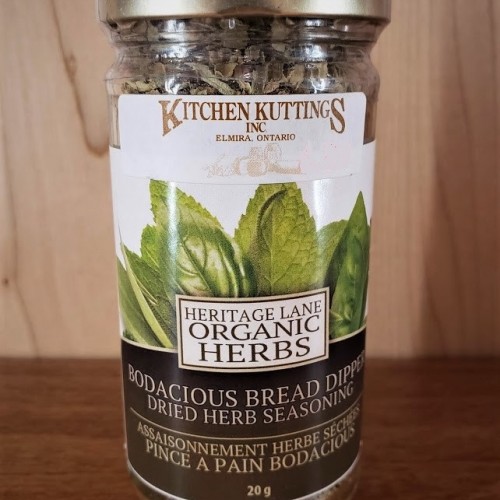 KITCHEN KUTTINGS
INC
ELMIRA, ONTARIO
HERITAGE LANE
ORGANIC
HERBS
BODACIOUS BREAD DIPPER
DRIED HERB SEASONING
ASSAISONNEMENT HERBE SÉCHÉES
PINCE A PAIN BODACIOUS
20 g